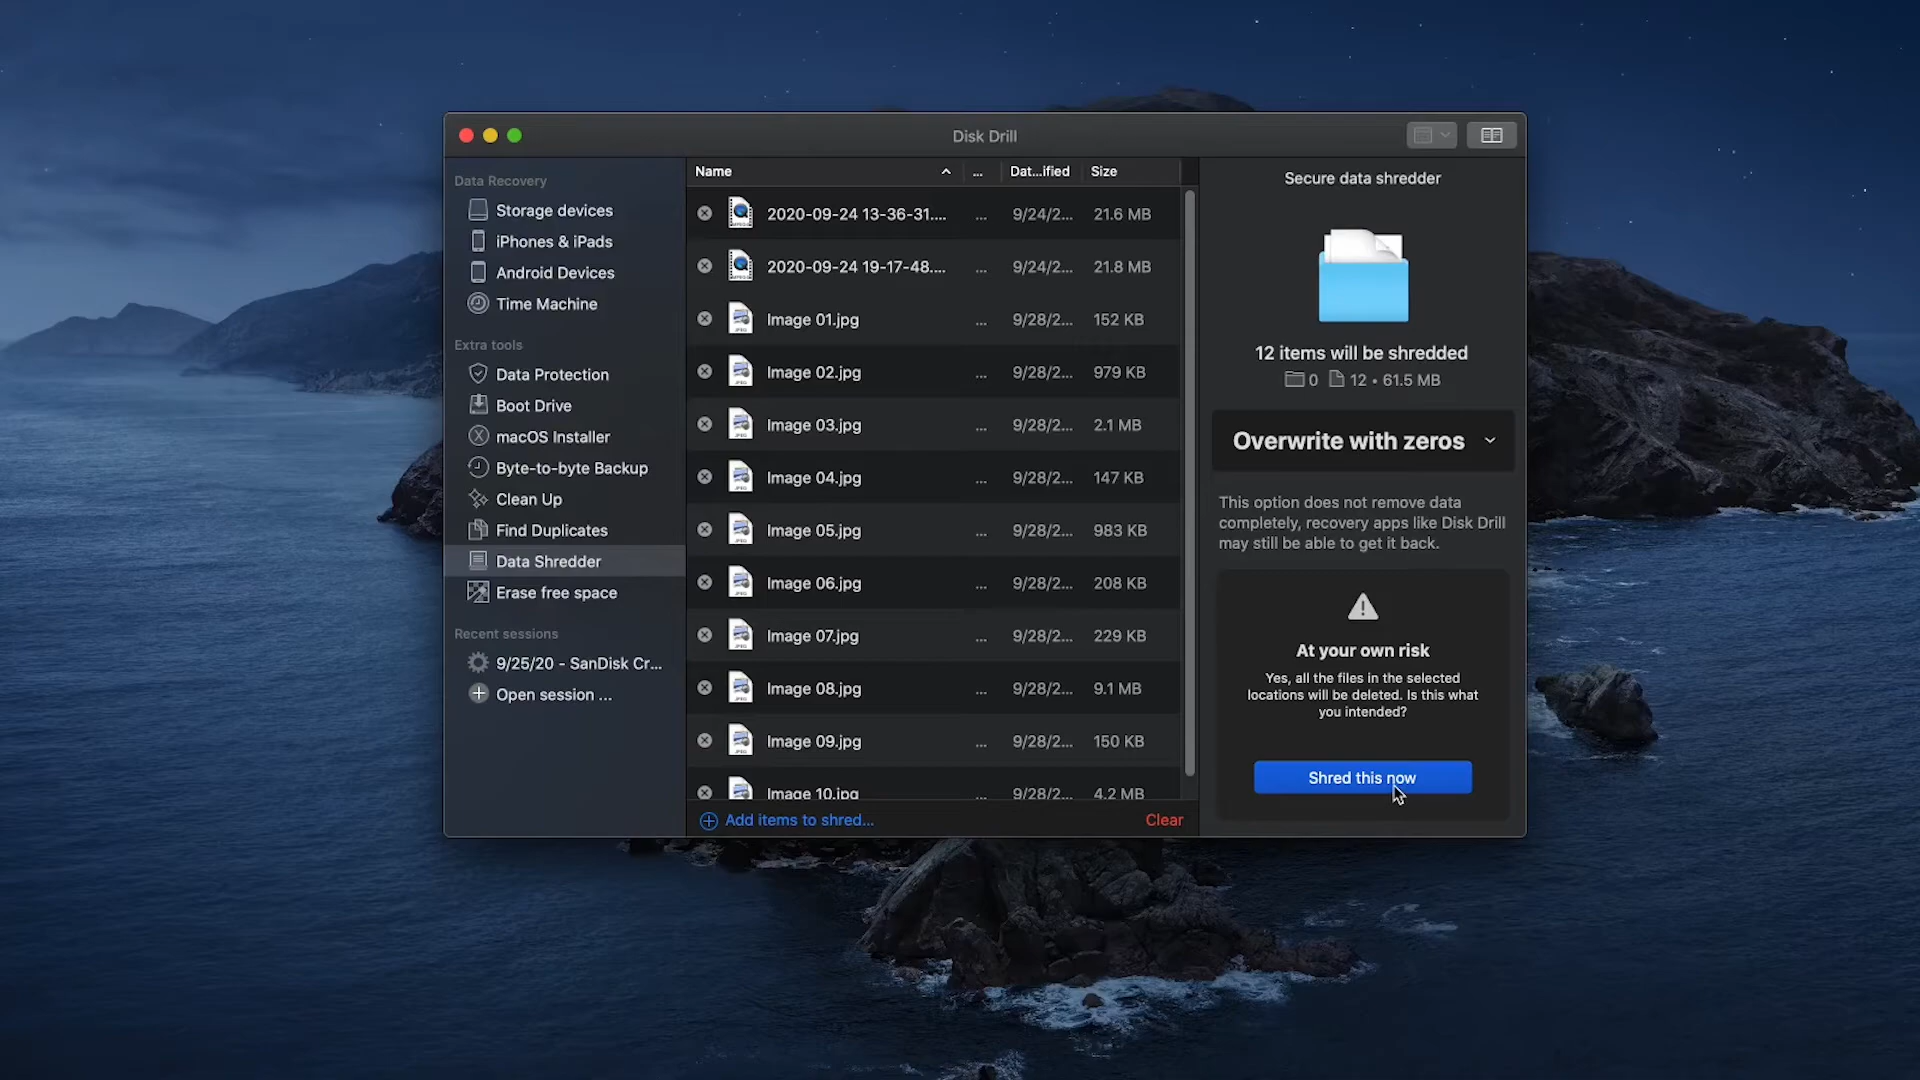 Disk Drill
Data Recovery
Storage devices
iPhones & iPads
Android Devices
Time Machine
Extra tools
Data Protection
Boot Drive
macOS Installer
Byte-to-byte Backup
Clean Up
Find Duplicates
Data Shredder
Erase free space
Recent sessions
9/25/20 - SanDisk Cr...
Open session ...
Name ... Dat...ified Size
2020-09-24 13-36-31.... ... 9/24/2... 21.6 MB
2020-09-24 19-17-48.... ... 9/24/2... 21.8 MB
Image 01.jpg ... 9/28/2... 152 KB
Image 02.jpg ... 9/28/2... 979 KB
Image 03.jpg ... 9/28/2... 2.1 MB
Image 04.jpg ... 9/28/2... 147 KB
Image 05.jpg ... 9/28/2... 983 KB
Image 06.jpg ... 9/28/2... 208 KB
Image 07.jpg ... 9/28/2... 229 KB
Image 08.jpg ... 9/28/2... 9.1 MB
Image 09.jpg ... 9/28/2... 150 KB
Image 10.jpg ... 9/28/2... 4.2 MB
Add items to shred... Clear
Secure data shredder
12 items will be shredded
0 12 • 61.5 MB
Overwrite with zeros
This option does not remove data
completely, recovery apps like Disk Drill
may still be able to get it back.
At your own risk
Yes, all the files in the selected
locations will be deleted. Is this what
you intended?
Shred this now